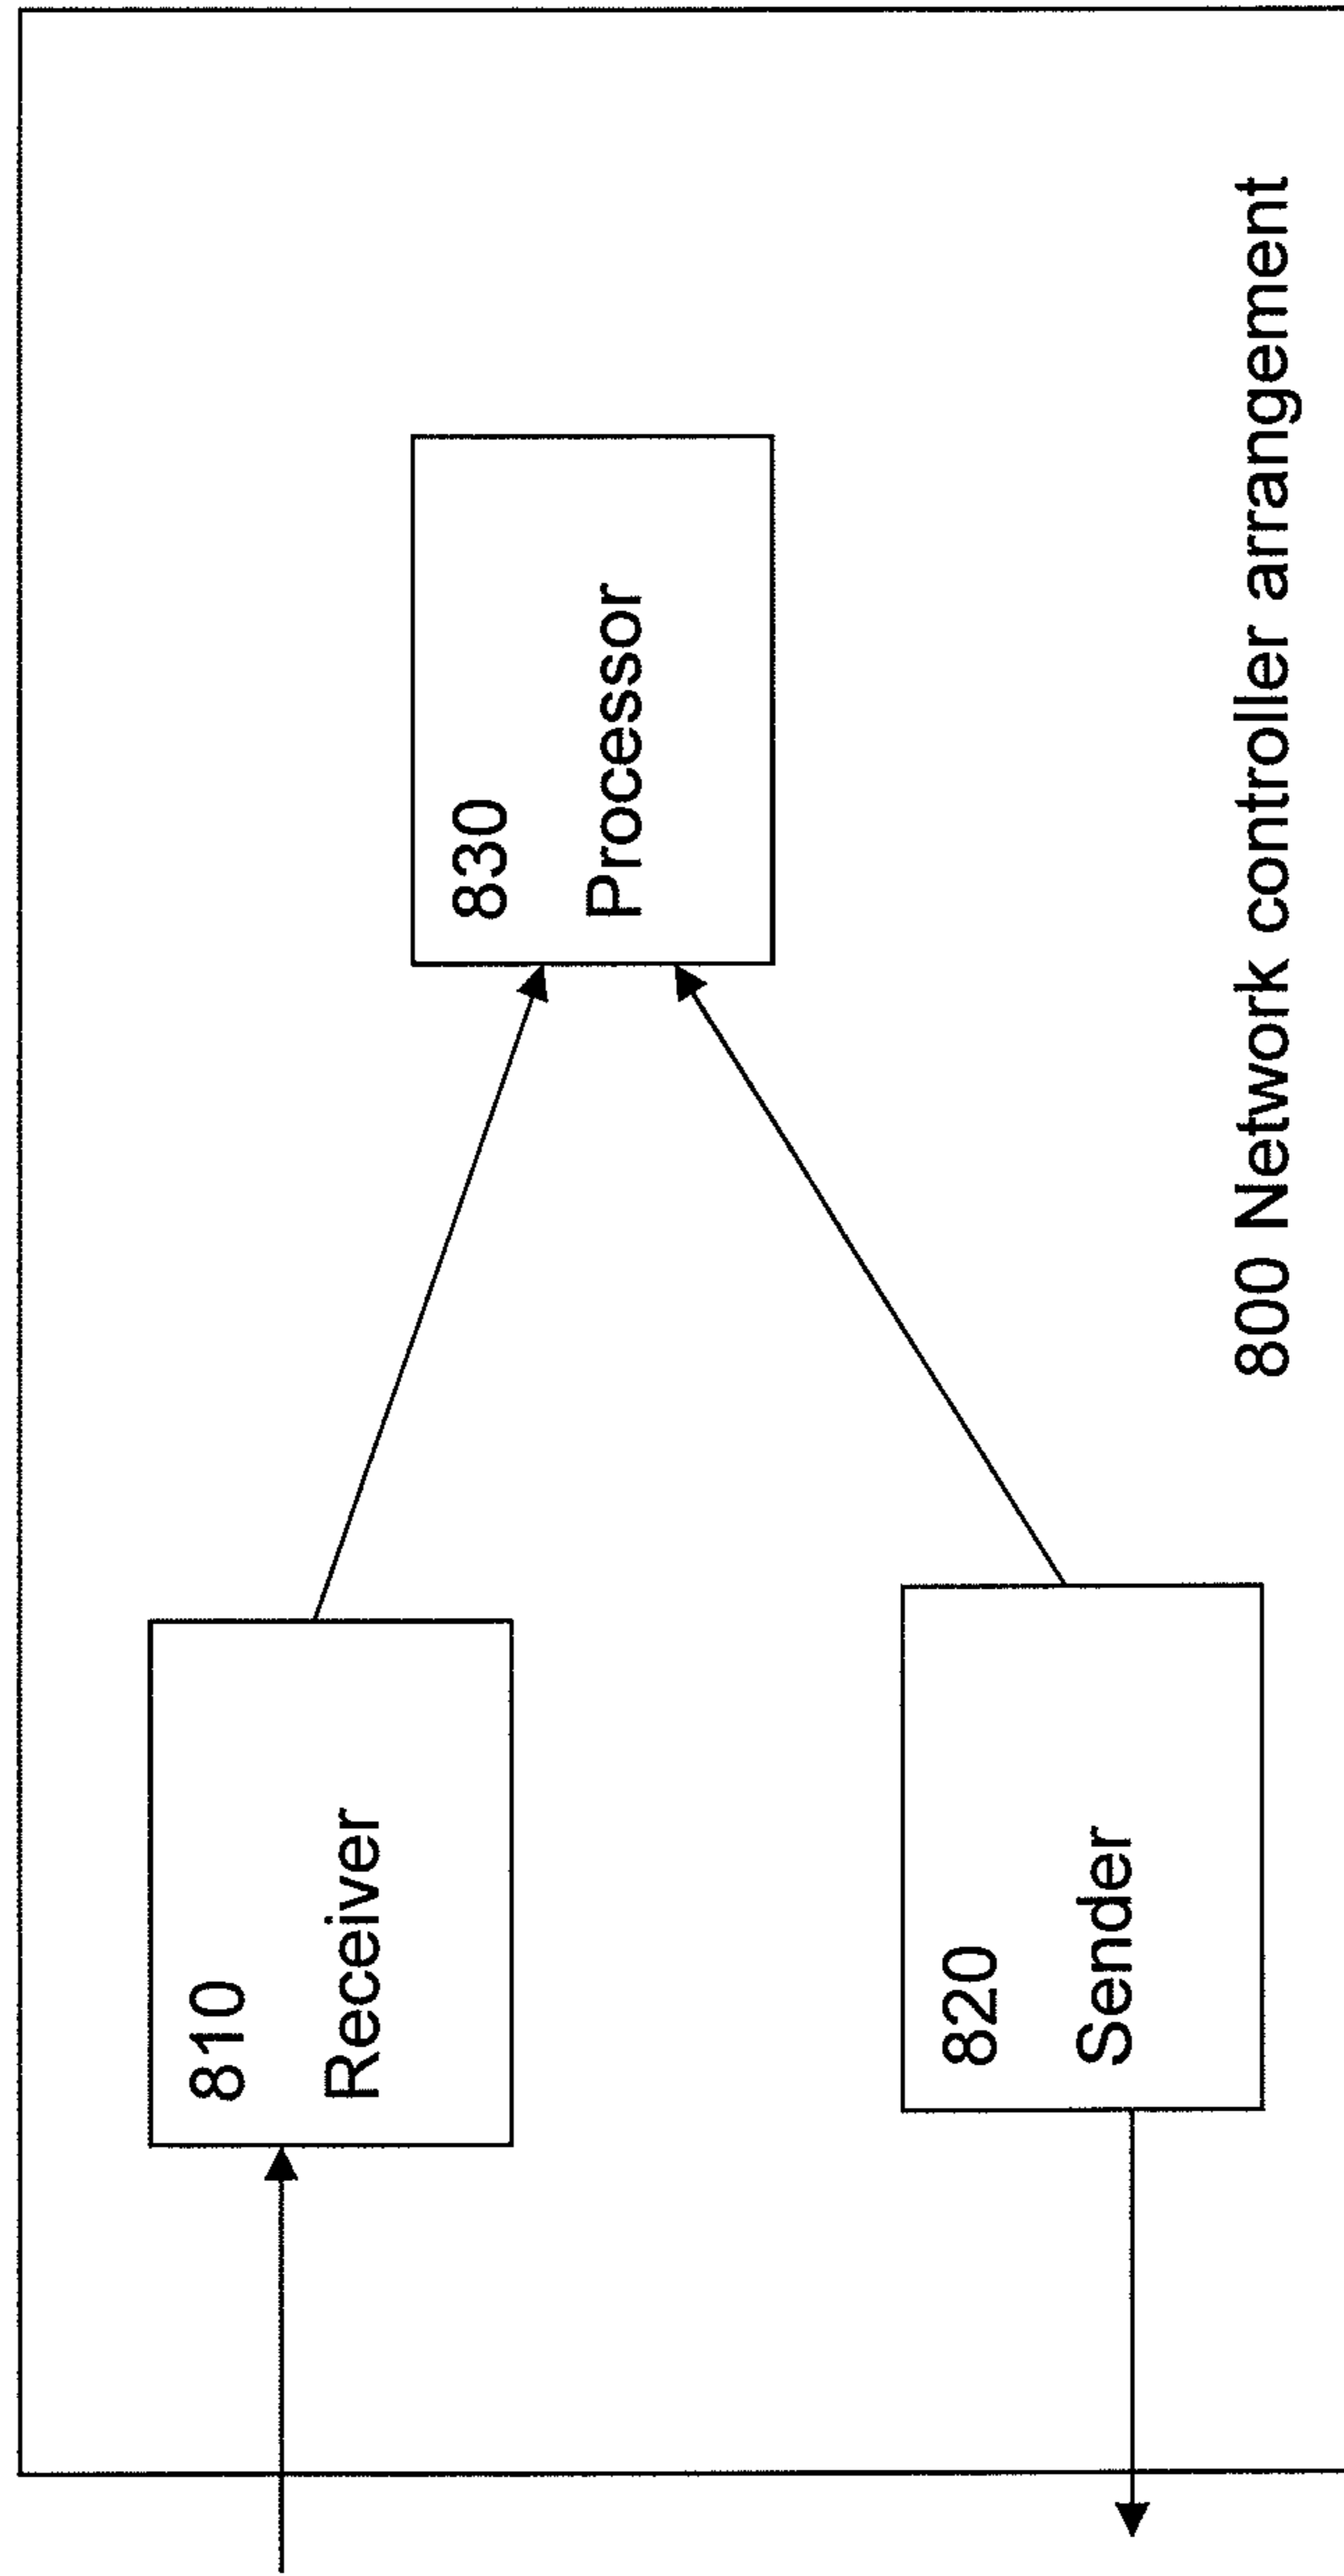 810
Receiver
830
Processor
820
Sender
800 Network controller arrangement